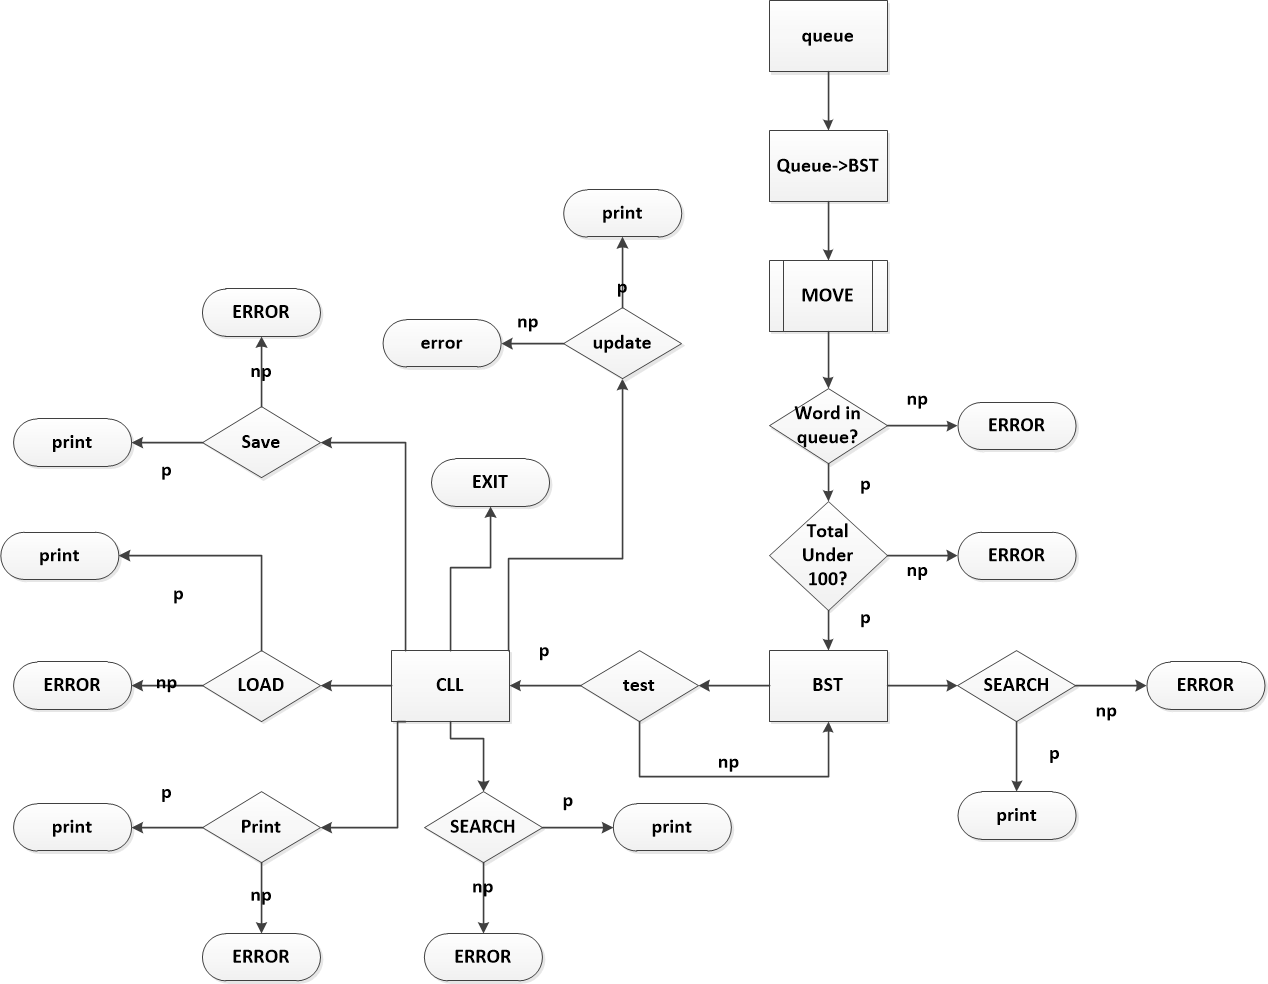 queue
Queue->BST
print
MOVE
ERROR
p
np
error
update
np
Word in
queue?
np
ERROR
print
Save
p
EXIT
p
Total
Under
100?
np
ERROR
print
p
p
p
ERROR
np
LOAD
CLL
test
BST
SEARCH
ERROR
np
np
p
p
p
print
Print
SEARCH
print
print
np
np
ERROR
ERROR